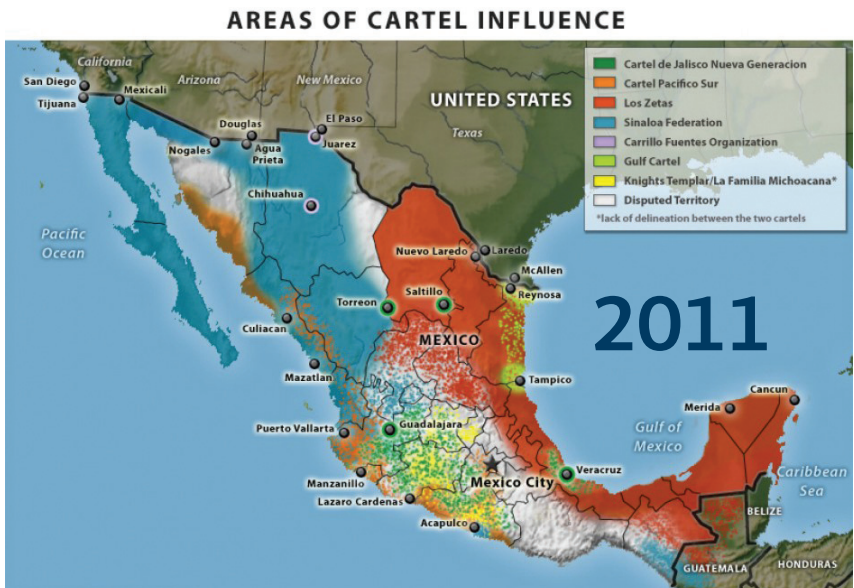 AREAS OF CARTEL INFLUENCE
California
Arizona
New Mexico
San Diego
Tijuana
Mexicali
UNITED STATES
Texas
Cartel de Jalisco Nueva Generacion
Cartel Pacifico Sur
Los Zetas
Sinaloa Federation
Carrillo Fuentes Organization
Gulf Cartel
Knights Templar/La Familia Michoacana*
Disputed Territory
*lack of delineation between the two cartels
Douglas
El Paso
Nogales
Agua
Prieta
Juarez
Chihuahua
Pacific
Ocean
Nuevo Laredo
Laredo
McAllen
Reynosa
Torreon
Saltillo
2011
Culiacan
MEXICO
Mazatlan
Tampico
Cancun
Merida
Puerto Vallarta
Guadalajara
Gulf of
Mexico
Manzanillo
Mexico City
Veracruz
Caribbean
Sea
Lazaro Cardenas
Acapulco
BELIZE
GUATEMALA
HONDURAS